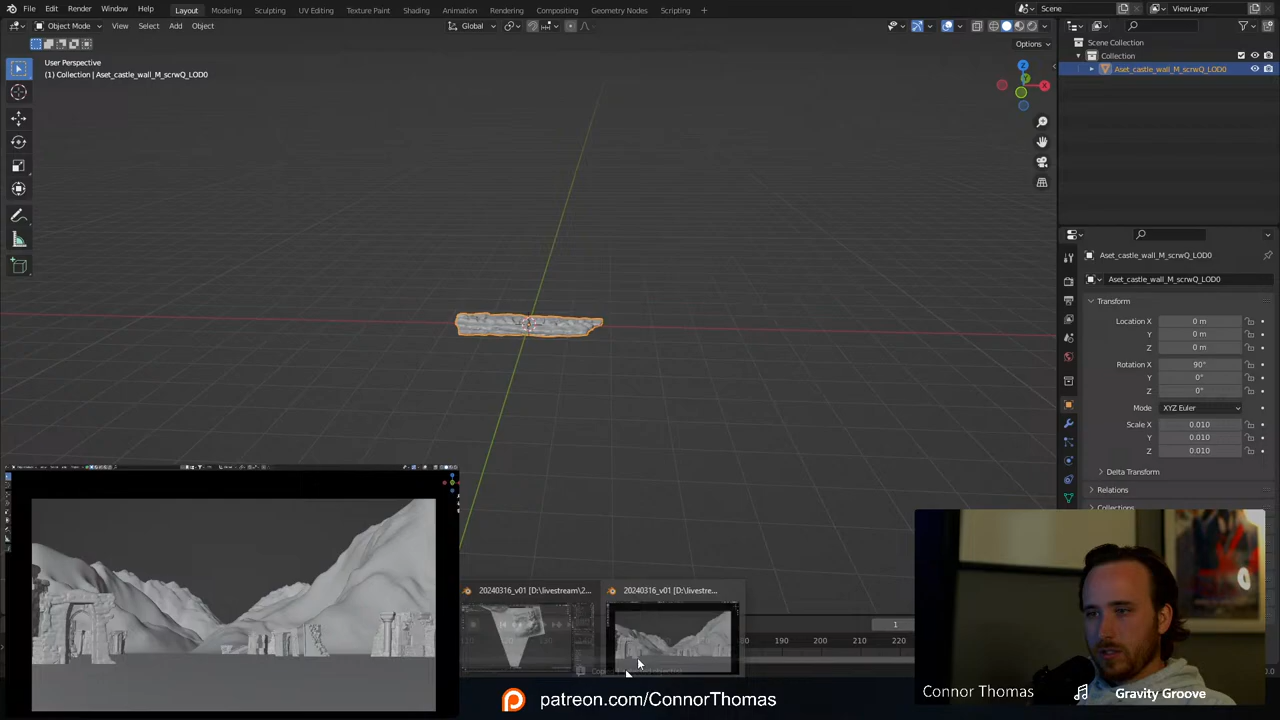 File Edit Render Window Help Layout Modeling Sculpting UV Editing Texture Paint Shading Animation Rendering Compositing Geometry Nodes Scripting + Scene ViewLayer
Object Mode View Select Add Object Global
Options
User Perspective
(1) Collection | Aset_castle_wall_M_scrwQ_LOD0
Scene Collection
Collection
Aset_castle_wall_M_scrwQ_LOD0
Aset_castle_wall_M_scrwQ_LOD0
Aset_castle_wall_M_scrwQ_LOD0
Transform
Location X 0 m
Y 0 m
Z 0 m
Rotation X 90°
Y 0°
Z 0°
Mode XYZ Euler
Scale X 0.010
Y 0.010
Z 0.010
Delta Transform
Relations
Collections
20240316_v01 [D:\livestream\2...
20240316_v01 [D:\livestre...
1
180 190 200 210 220
patreon.com/ConnorThomas
Connor Thomas
Gravity Groove